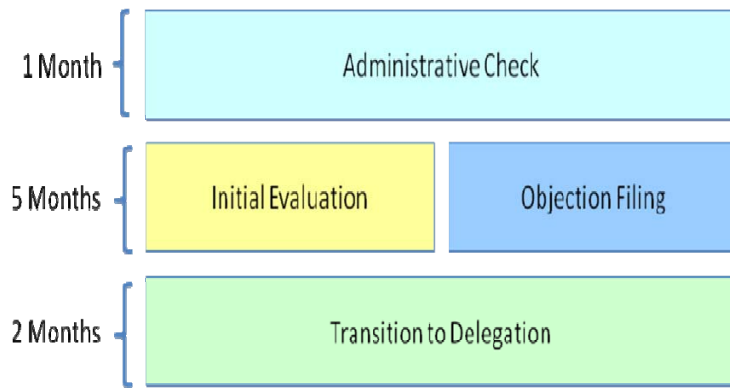 1 Month
Administrative Check
5 Months
Initial Evaluation
Objection Filing
2 Months
Transition to Delegation